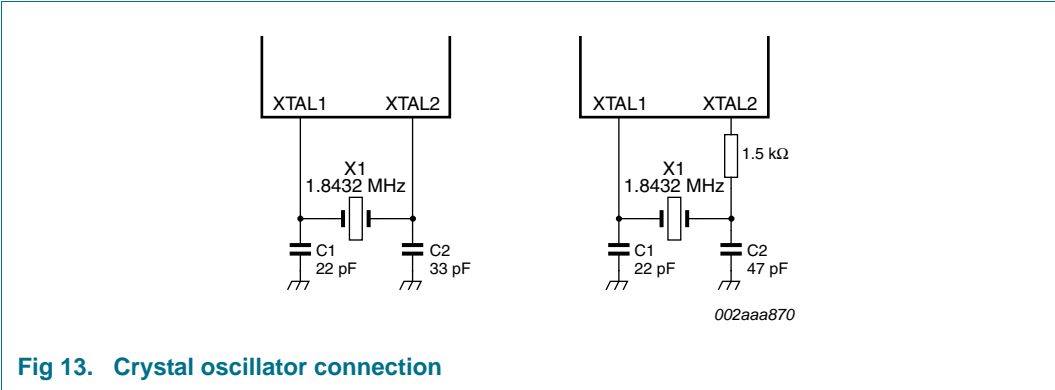 XTAL1 XTAL2
X1
1.8432 MHz
C1
22 pF
C2
33 pF
XTAL1 XTAL2
1.5 kΩ
X1
1.8432 MHz
C1
22 pF
C2
47 pF
002aaa870
Fig 13. Crystal oscillator connection